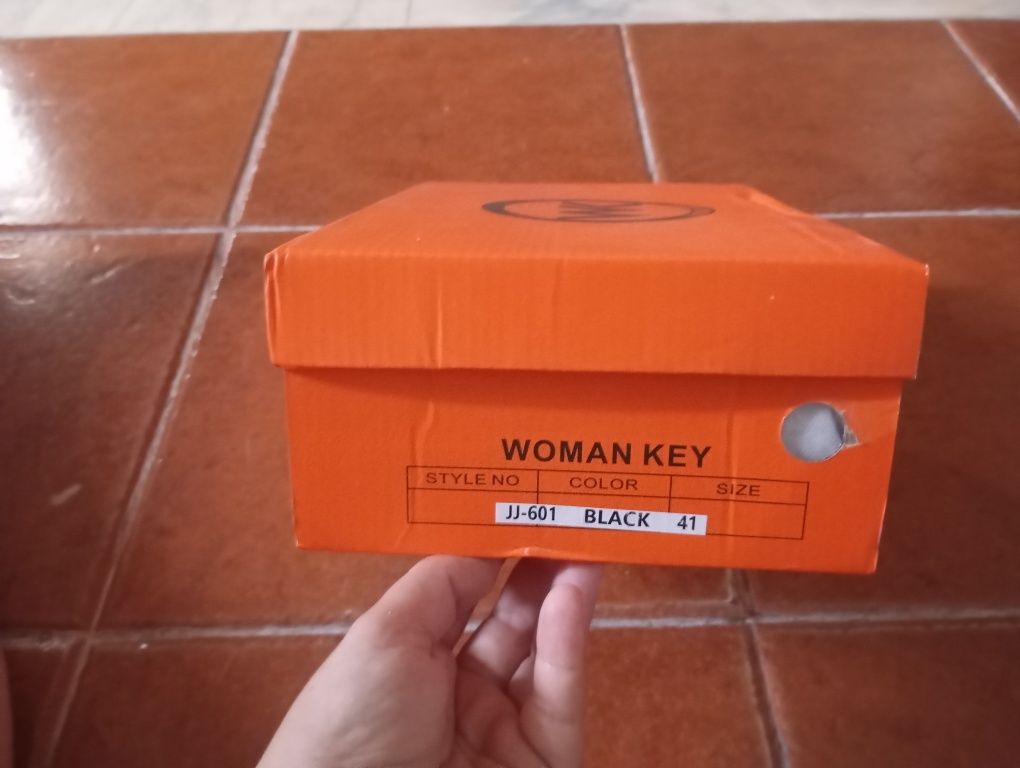 WOMAN KEY
STYLE NO COLOR SIZE
JJ-601 BLACK 41